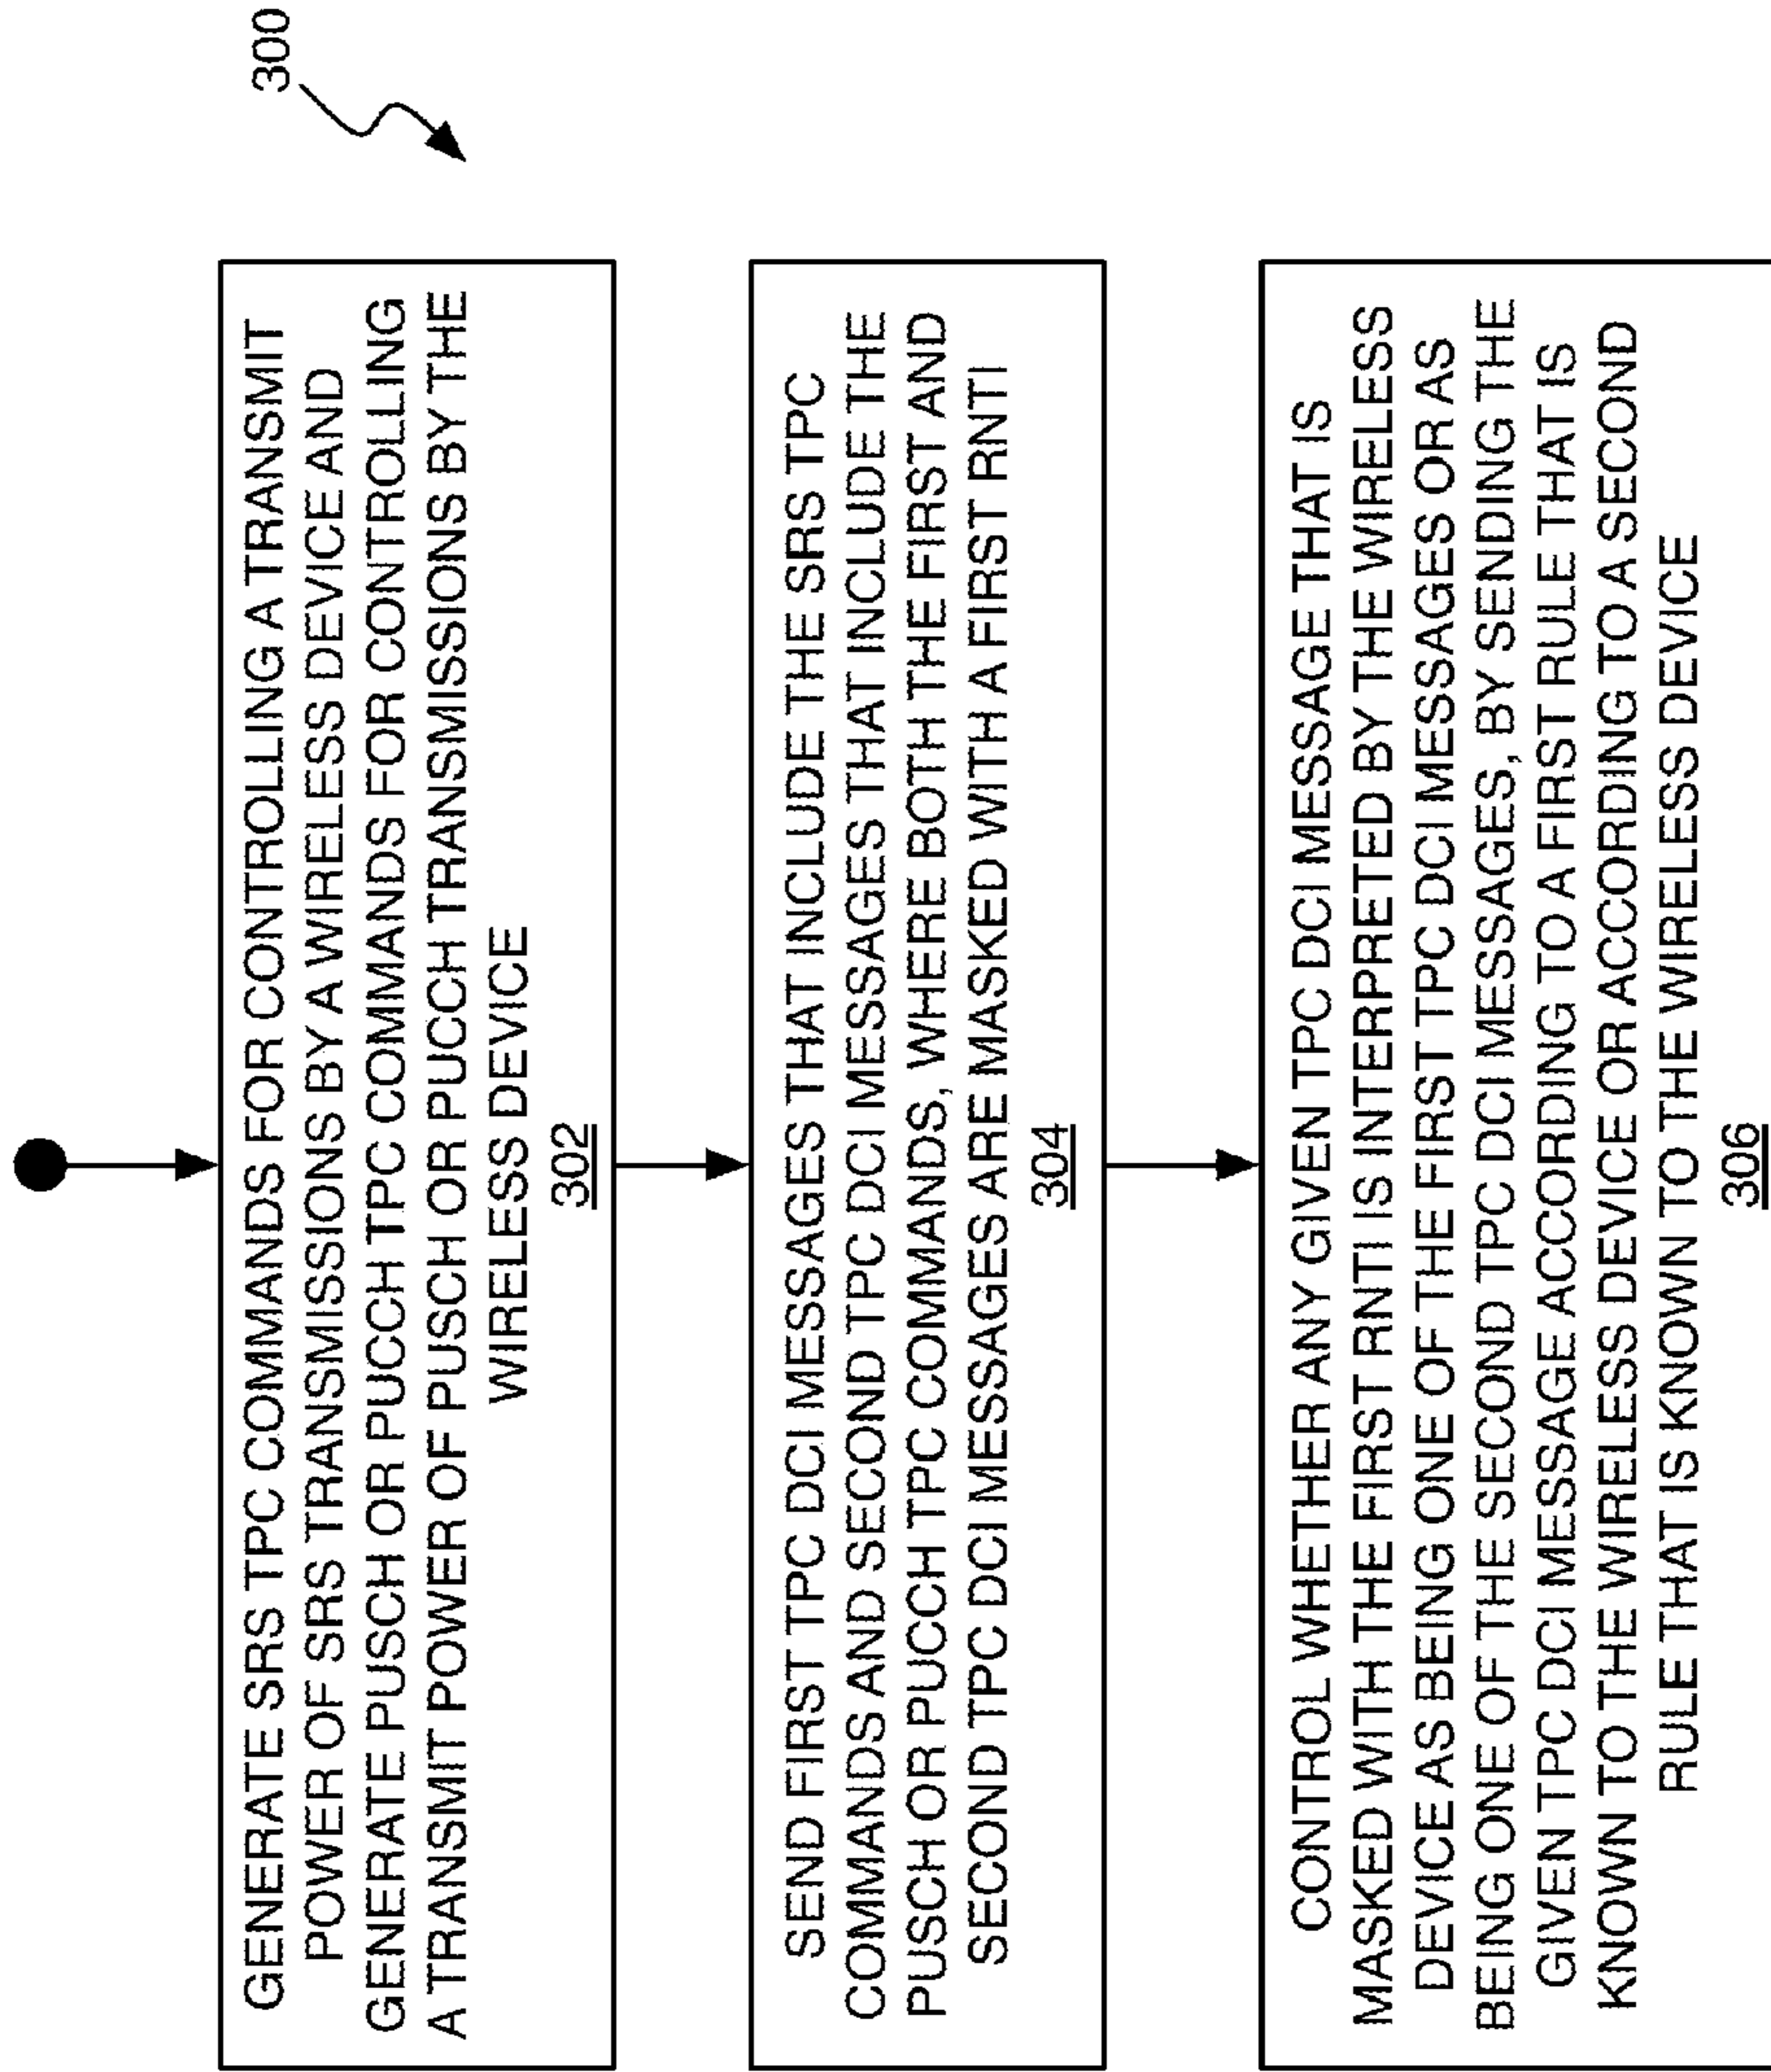 300
GENERATE SRS TPC COMMANDS FOR CONTROLLING A TRANSMIT
POWER OF SRS TRANSMISSIONS BY A WIRELESS DEVICE AND
GENERATE PUSCH OR PUCCH TPC COMMANDS FOR CONTROLLING
A TRANSMIT POWER OF PUSCH OR PUCCH TRANSMISSIONS BY THE
WIRELESS DEVICE
302
SEND FIRST TPC DCI MESSAGES THAT INCLUDE THE SRS TPC
COMMANDS AND SECOND TPC DCI MESSAGES THAT INCLUDE THE
PUSCH OR PUCCH TPC COMMANDS, WHERE BOTH THE FIRST AND
SECOND TPC DCI MESSAGES ARE MASKED WITH A FIRST RNTI
304
CONTROL WHETHER ANY GIVEN TPC DCI MESSAGE THAT IS
MASKED WITH THE FIRST RNTI IS INTERPRETED BY THE WIRELESS
DEVICE AS BEING ONE OF THE FIRST TPC DCI MESSAGES OR AS
BEING ONE OF THE SECOND TPC DCI MESSAGES, BY SENDING THE
GIVEN TPC DCI MESSAGE ACCORDING TO A FIRST RULE THAT IS
KNOWN TO THE WIRELESS DEVICE OR ACCORDING TO A SECOND
RULE THAT IS KNOWN TO THE WIRELESS DEVICE
306